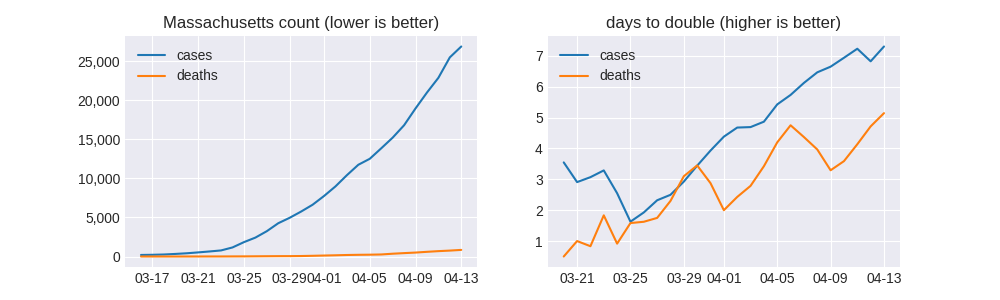 Massachusetts count (lower is better)
cases
deaths
25,000
20,000
15,000
10,000
5,000
0
03-17 03-21 03-25 03-29 04-01 04-05 04-09 04-13
days to double (higher is better)
cases
deaths
7
6
5
4
3
2
1
03-21 03-25 03-29 04-01 04-05 04-09 04-13